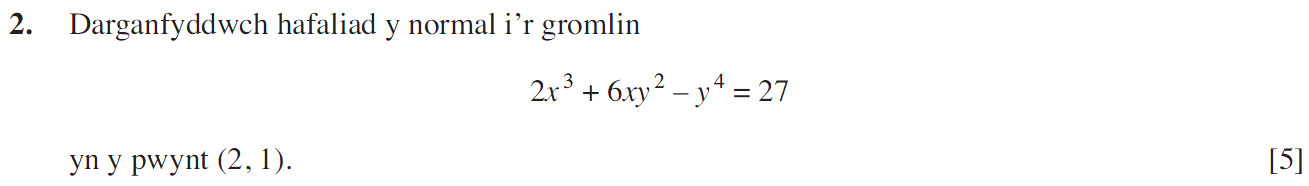 2. Darganfyddwch hafaliad y normal i’r gromlin
2x³ + 6xy² – y⁴ = 27
yn y pwynt (2, 1). [5]